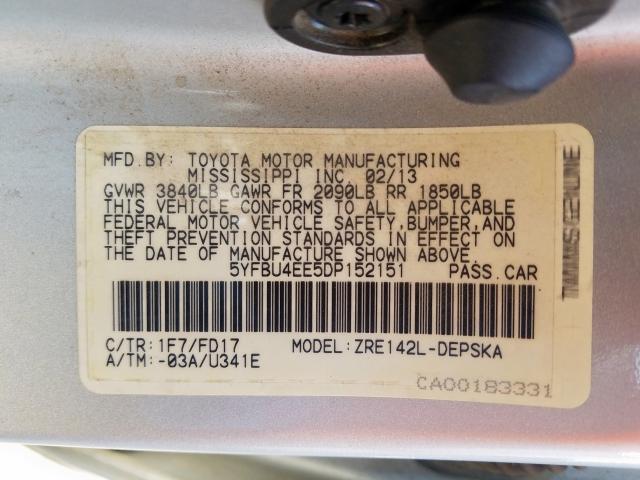 MFD.BY: TOYOTA MOTOR MANUFACTURING
MISSISSIPPI INC. 02/13
GVWR 3840LB GAWR FR 2090LB RR 1850LB
THIS VEHICLE CONFORMS TO ALL APPLICABLE
FEDERAL MOTOR VEHICLE SAFETY,BUMPER,AND
THEFT PREVENTION STANDARDS IN EFFECT ON
THE DATE OF MANUFACTURE SHOWN ABOVE.
5YFBU4EE5DP152151 PASS.CAR
C/TR:1F7/FD17 MODEL:ZRE142L-DEPSKA
A/TM:-03A/U341E
CA00183331